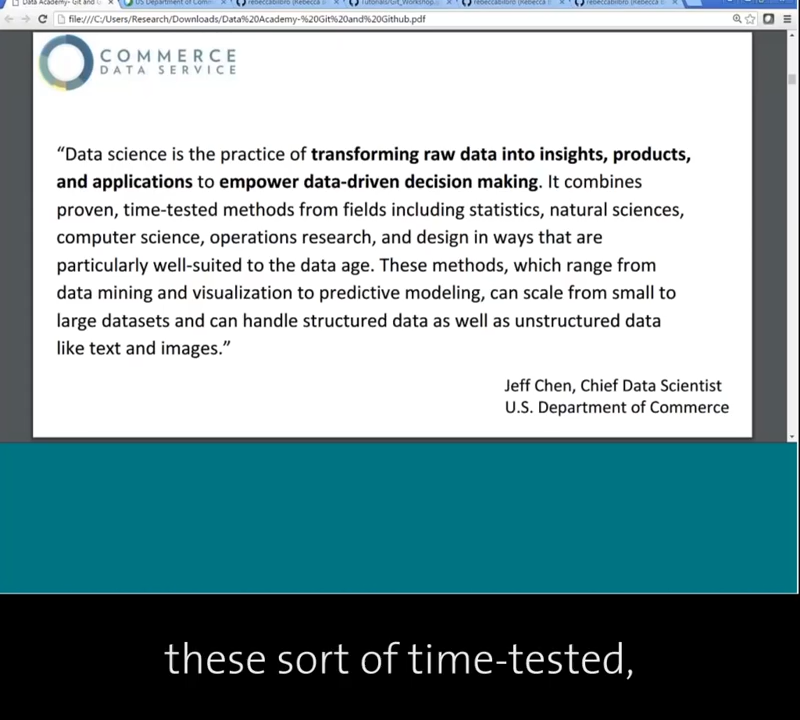 Data Academy- Git and
US Department of Com
rebeccabilbro (Rebecca
Tutorials/Git_Workshop
rebeccabilbro (Rebecca
rebeccabilbro (Rebecca
file:///C:/Users/Research/Downloads/Data%20Academy-%20Git%20and%20Github.pdf
COMMERCE
DATA SERVICE
“Data science is the practice of transforming raw data into insights, products,
and applications to empower data-driven decision making. It combines
proven, time-tested methods from fields including statistics, natural sciences,
computer science, operations research, and design in ways that are
particularly well-suited to the data age. These methods, which range from
data mining and visualization to predictive modeling, can scale from small to
large datasets and can handle structured data as well as unstructured data
like text and images.”
Jeff Chen, Chief Data Scientist
U.S. Department of Commerce
these sort of time-tested,